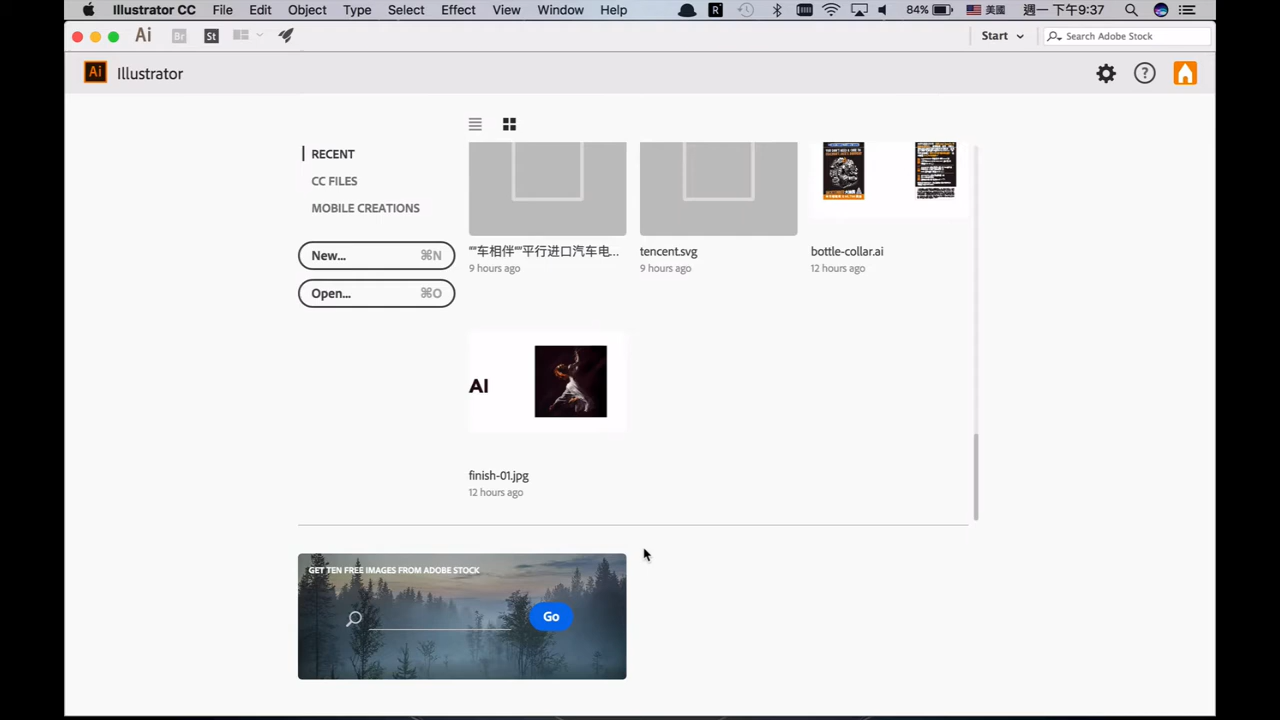 Illustrator CC File Edit Object Type Select Effect View Window Help 84% 美國 週一 下午9:37
Ai Br St Start Search Adobe Stock
Ai Illustrator
RECENT
CC FILES
MOBILE CREATIONS
New... ⌘N
Open... ⌘O
""车相伴""平行进口汽车电...
9 hours ago
tencent.svg
9 hours ago
bottle-collar.ai
12 hours ago
AI
finish-01.jpg
12 hours ago
GET TEN FREE IMAGES FROM ADOBE STOCK
Go